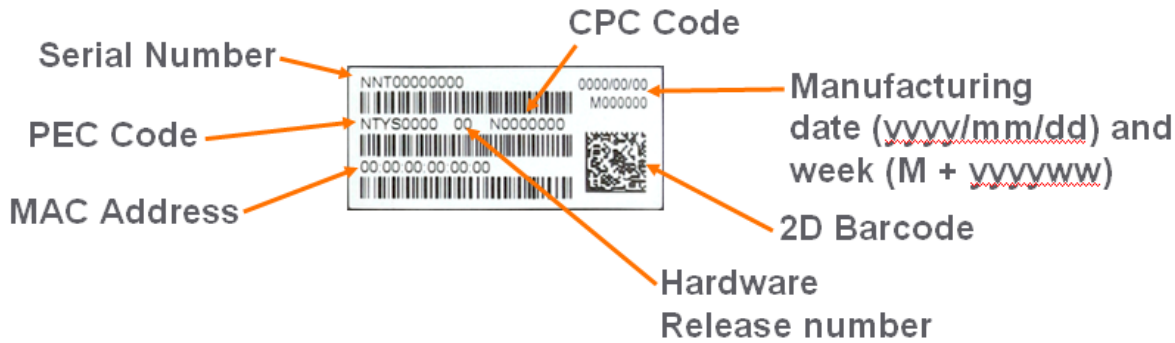 CPC Code
Serial Number
NNT00000000
0000/00/00
M000000
Manufacturing
date (yyyy/mm/dd) and
week (M + yyyyww)
PEC Code
NTYS0000 00 N0000000
MAC Address
00:00:00:00:00:00
2D Barcode
Hardware
Release number